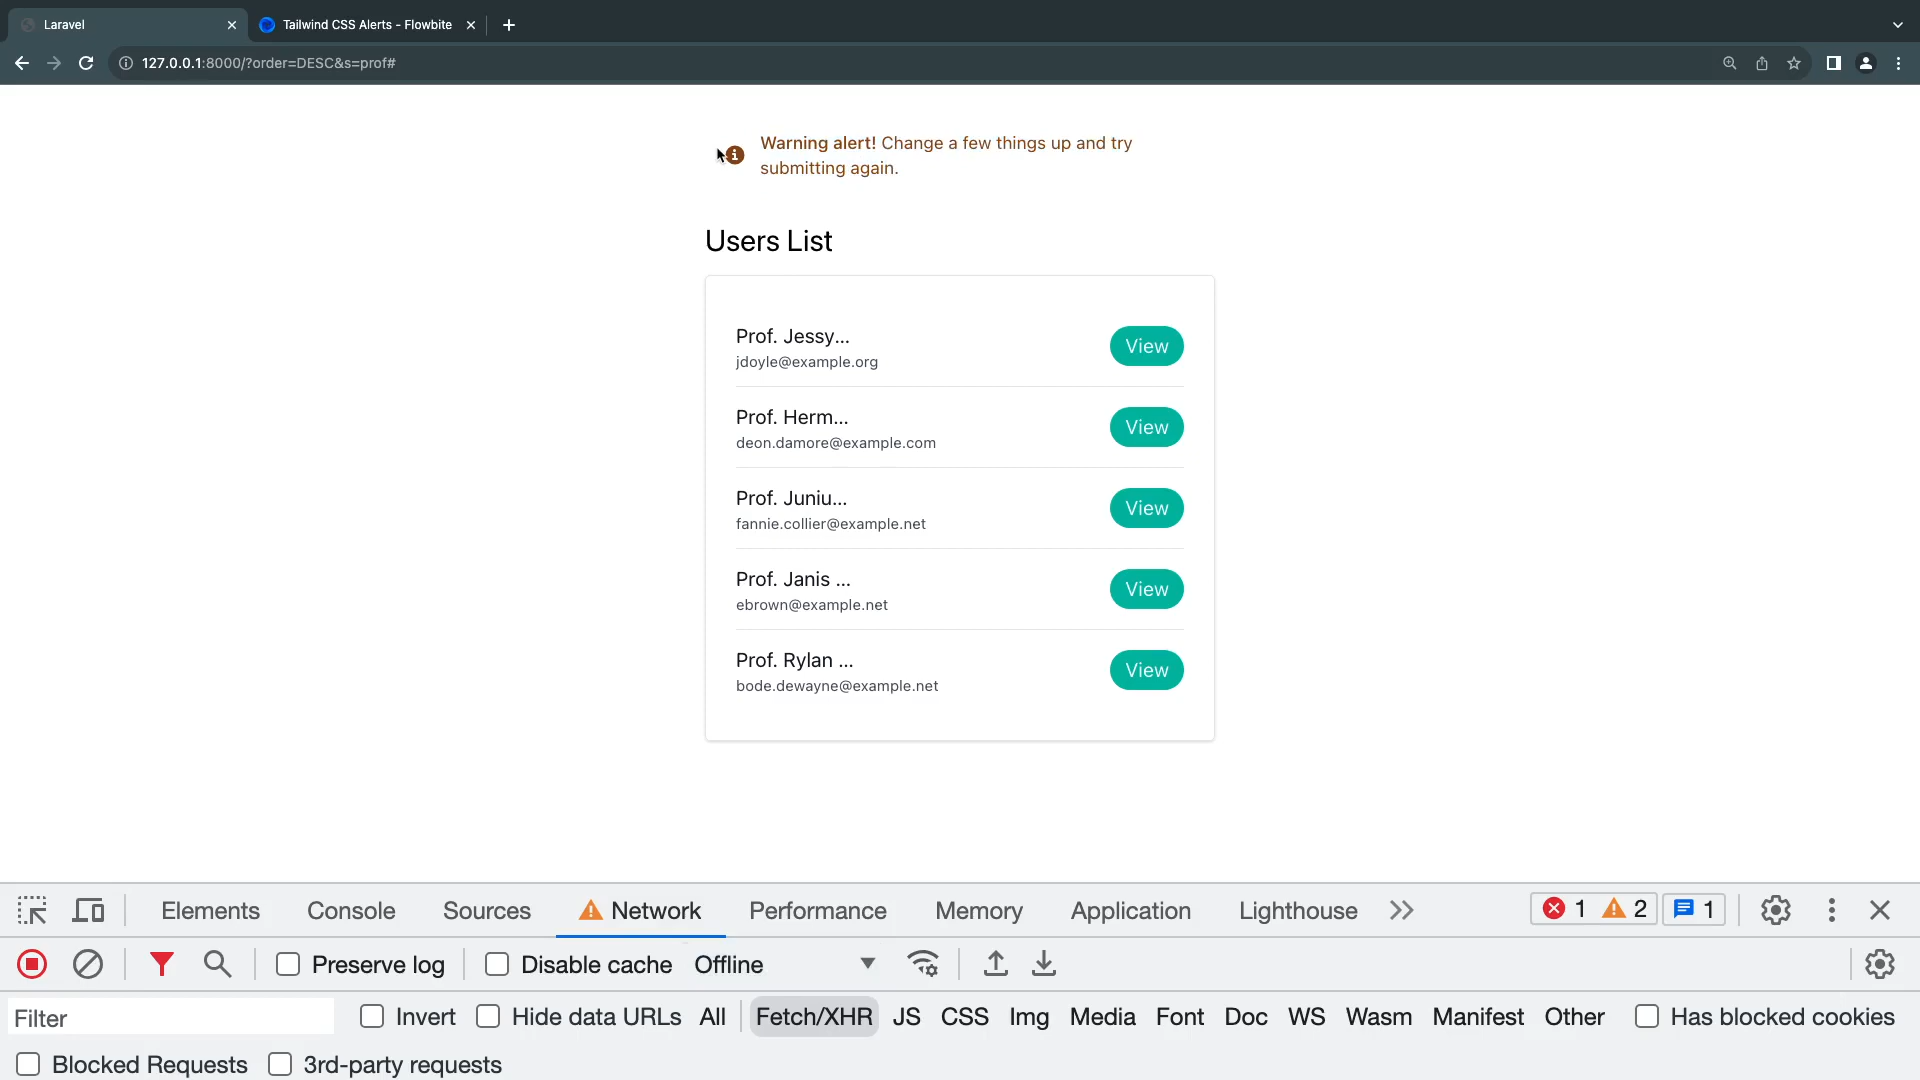 Laravel
Tailwind CSS Alerts - Flowbite
127.0.0.1:8000/?order=DESC&s=prof#
Warning alert! Change a few things up and try
submitting again.
Users List
Prof. Jessy...
jdoyle@example.org
View
Prof. Herm...
deon.damore@example.com
View
Prof. Juniu...
fannie.collier@example.net
View
Prof. Janis ...
ebrown@example.net
View
Prof. Rylan ...
bode.dewayne@example.net
View
Elements Console Sources Network Performance Memory Application Lighthouse 1 2 1
Preserve log Disable cache Offline
Filter Invert Hide data URLs All Fetch/XHR JS CSS Img Media Font Doc WS Wasm Manifest Other Has blocked cookies
Blocked Requests 3rd-party requests